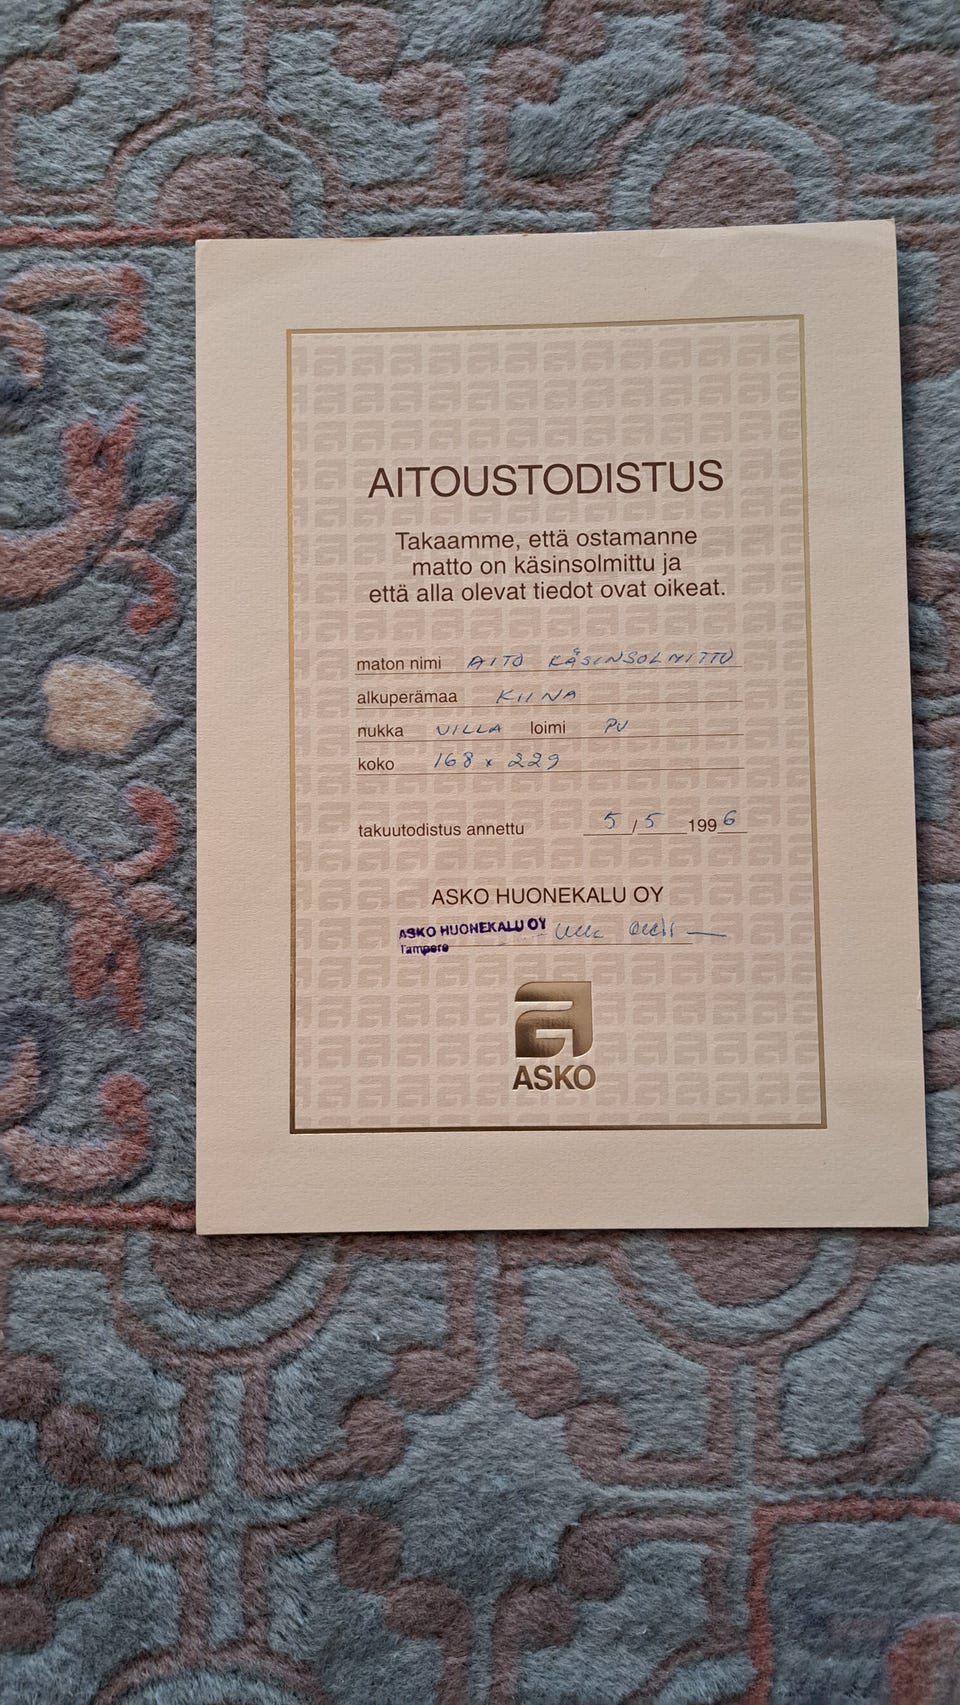 AITOUSTODISTUS
Takaamme, että ostamanne
matto on käsinsolmittu ja
että alla olevat tiedot ovat oikeat.
maton nimi AITO KÄSINSOLMITTU
alkuperämaa KIINA
nukka VILLA loimi PV
koko 168 x 229
takuutodistus annettu 5 / 5 1996
ASKO HUONEKALU OY
ASKO HUONEKALU OY
Tampere
ASKO